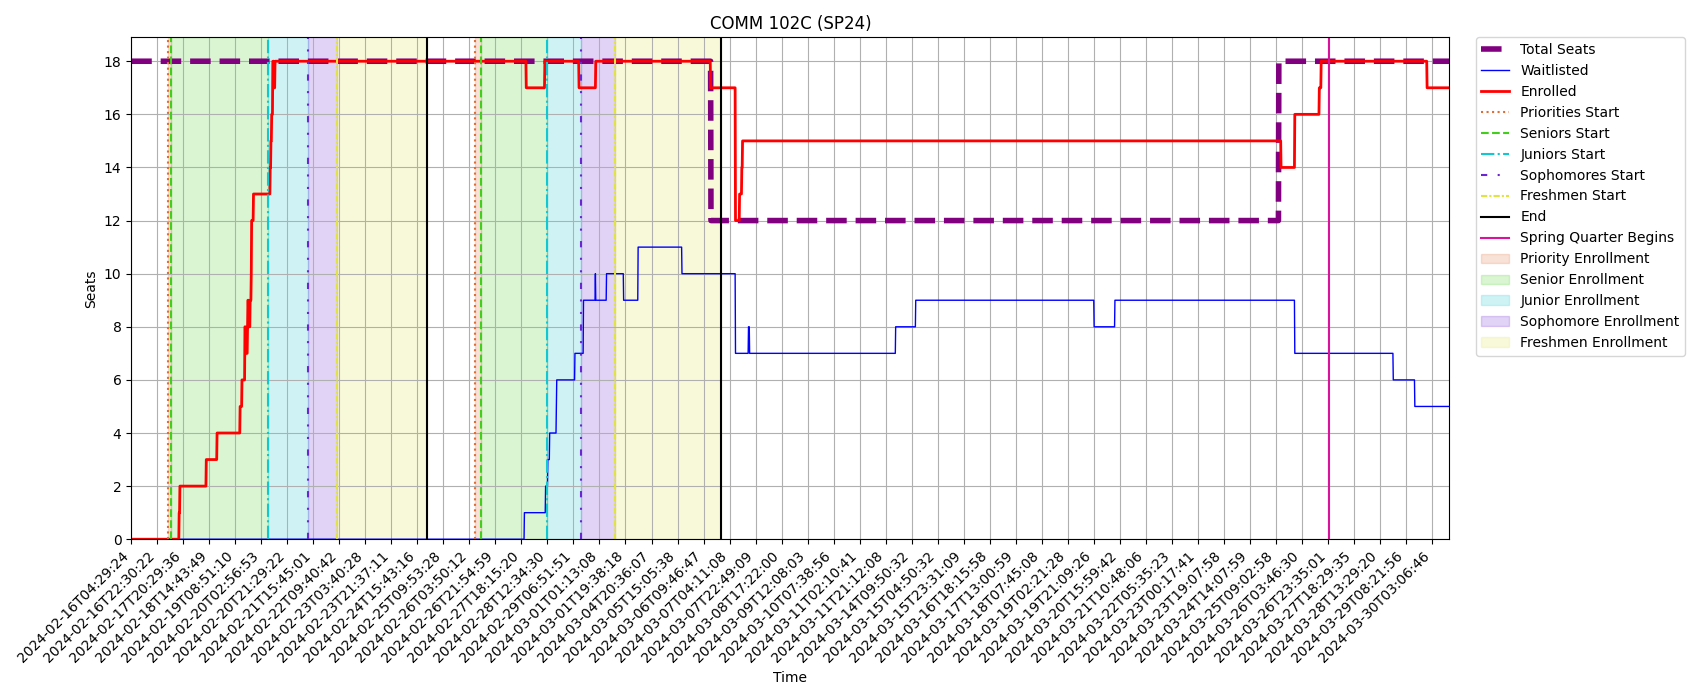 COMM 102C (SP24)
Seats
18
16
14
12
10
8
6
4
2
0
2024-02-16T04:29:24
2024-02-16T22:30:22
2024-02-17T20:29:36
2024-02-18T14:43:49
2024-02-19T08:51:10
2024-02-20T02:56:53
2024-02-20T21:29:22
2024-02-21T15:45:01
2024-02-22T09:40:42
2024-02-23T03:40:28
2024-02-23T21:37:11
2024-02-24T15:43:16
2024-02-25T09:53:28
2024-02-26T03:50:12
2024-02-26T21:54:59
2024-02-27T18:15:20
2024-02-28T12:34:30
2024-02-29T06:51:51
2024-03-01T01:13:08
2024-03-01T19:38:18
2024-03-04T20:36:07
2024-03-05T15:05:38
2024-03-06T09:46:47
2024-03-07T04:11:08
2024-03-07T22:49:09
2024-03-08T17:22:00
2024-03-09T12:08:03
2024-03-10T07:38:56
2024-03-11T02:10:41
2024-03-11T21:12:08
2024-03-14T09:50:32
2024-03-15T04:50:32
2024-03-15T23:31:09
2024-03-16T18:15:58
2024-03-17T13:00:59
2024-03-18T07:45:08
2024-03-19T02:21:28
2024-03-19T21:09:26
2024-03-20T15:59:42
2024-03-21T10:48:06
2024-03-22T05:35:23
2024-03-23T00:17:41
2024-03-23T19:07:58
2024-03-24T14:07:59
2024-03-25T09:02:58
2024-03-26T03:46:30
2024-03-26T23:35:01
2024-03-27T18:29:35
2024-03-28T13:29:20
2024-03-29T08:21:56
2024-03-30T03:06:46
Time
Total Seats
Waitlisted
Enrolled
Priorities Start
Seniors Start
Juniors Start
Sophomores Start
Freshmen Start
End
Spring Quarter Begins
Priority Enrollment
Senior Enrollment
Junior Enrollment
Sophomore Enrollment
Freshmen Enrollment